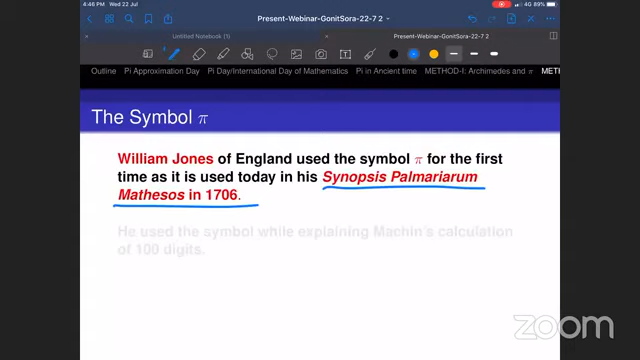 4:46 PM Wed 22 Jul
Present-Webinar-GonitSora-22-7 2
4G 89%
Untitled Notebook (1)
Present-Webinar-GonitSora-22-7 2
Outline Pi Approximation Day Pi Day/International Day of Mathematics Pi in Ancient time METHOD-I: Archimedes and π METH
The Symbol π
William Jones of England used the symbol π for the first
time as it is used today in his Synopsis Palmariarum
Mathesos in 1706.
He used the symbol while explaining Machin's calculation
of 100 digits.
zoom